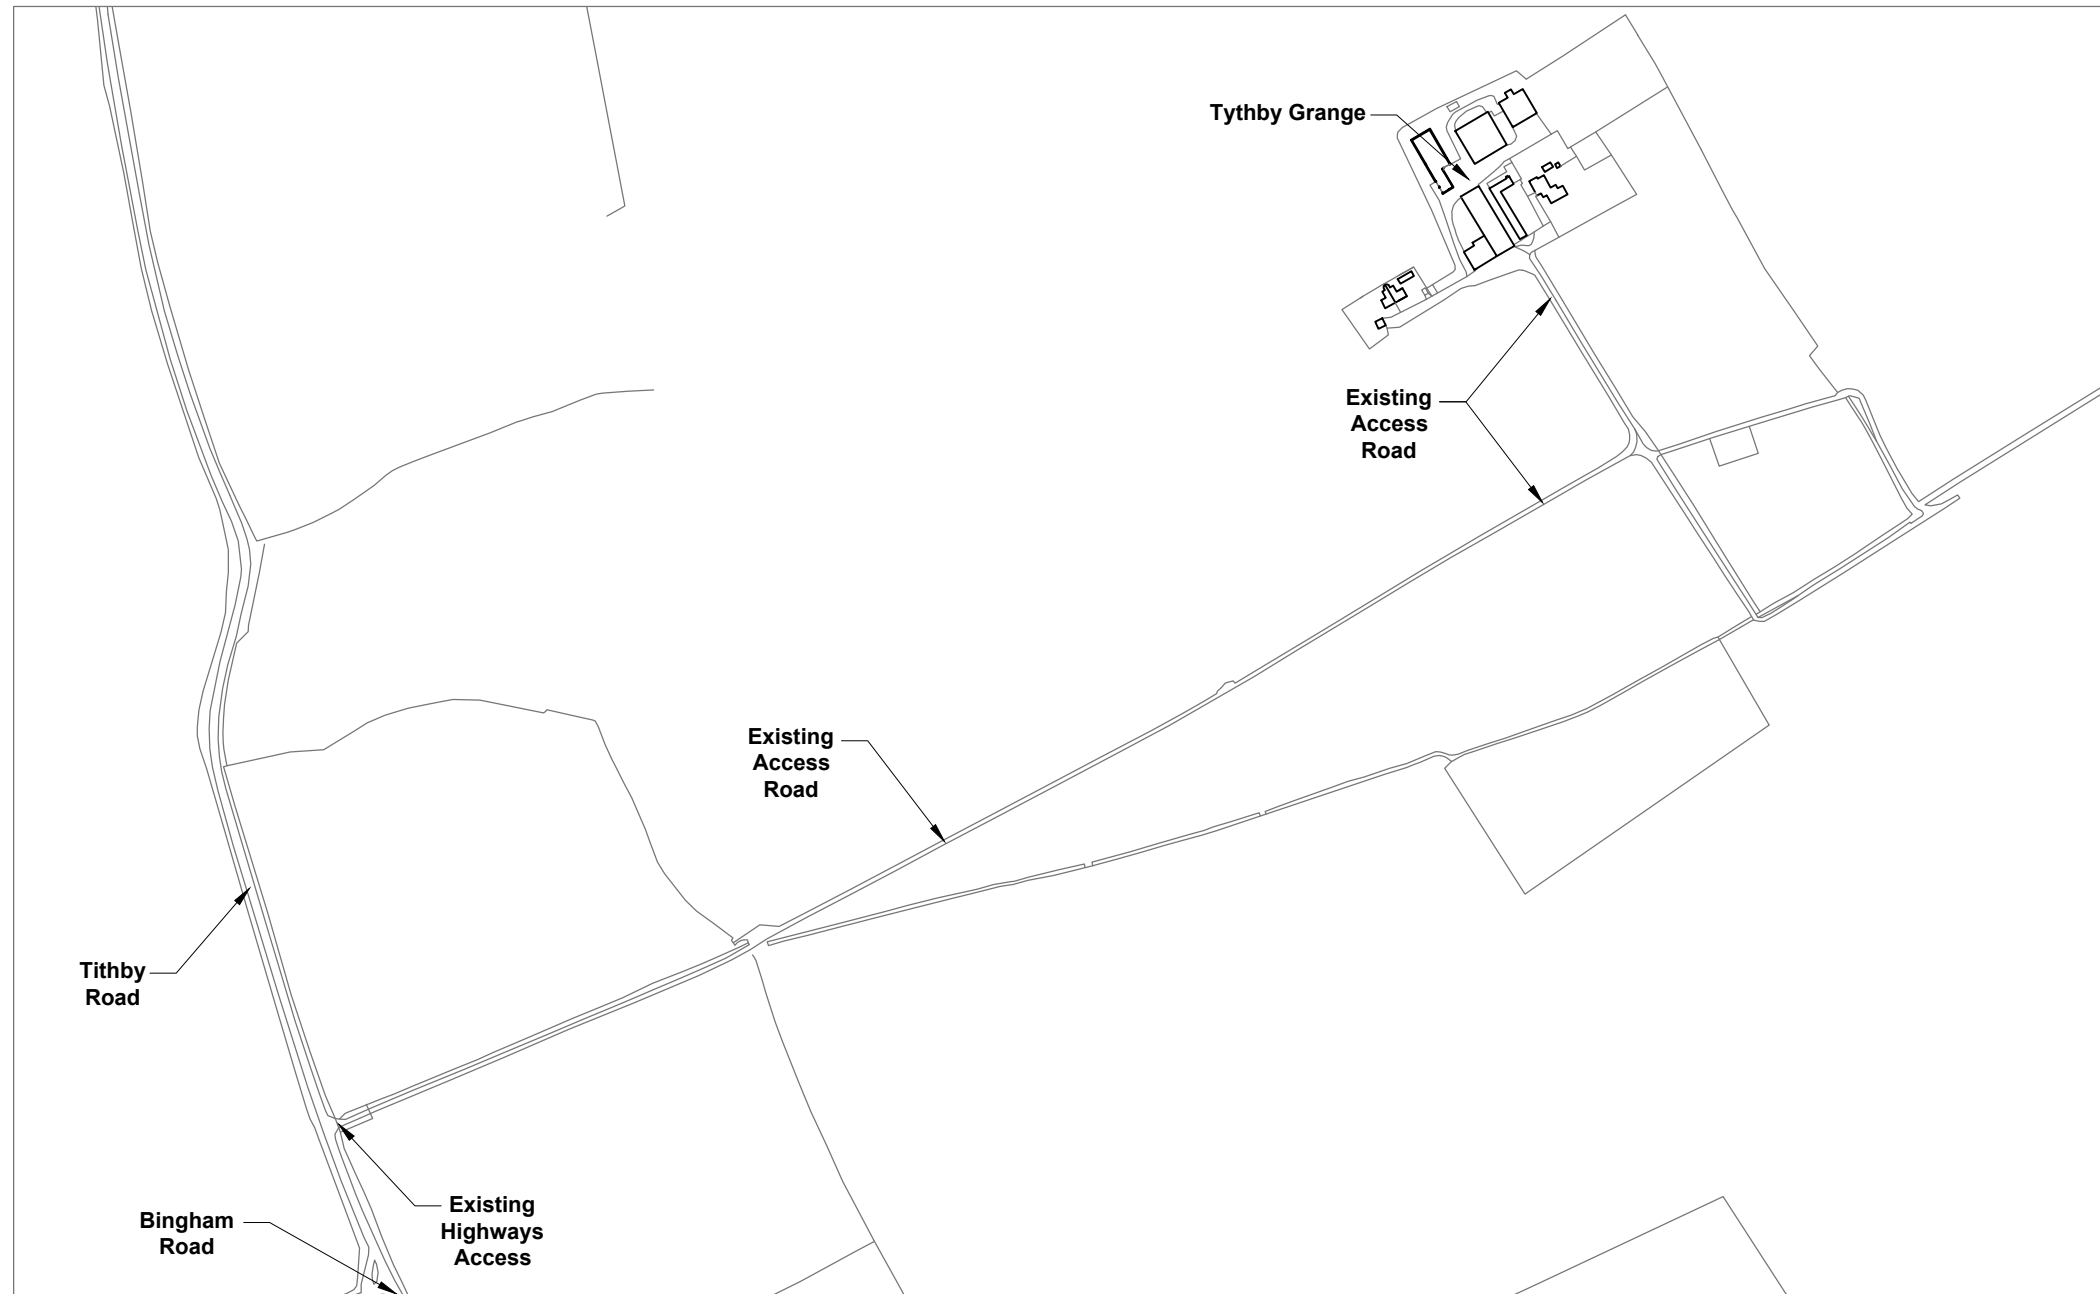 Tythby Grange
Existing
Access
Road
Existing
Access
Road
Tithby
Road
Existing
Highways
Access
Bingham
Road